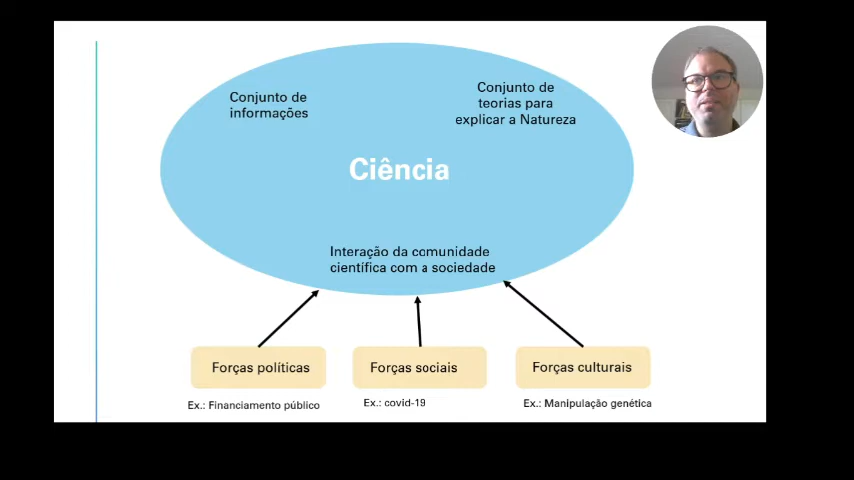 Conjunto de
informações
Conjunto de
teorias para
explicar a Natureza
Ciência
Interação da comunidade
científica com a sociedade
Forças políticas
Forças sociais
Forças culturais
Ex.: Financiamento público
Ex.: covid-19
Ex.: Manipulação genética